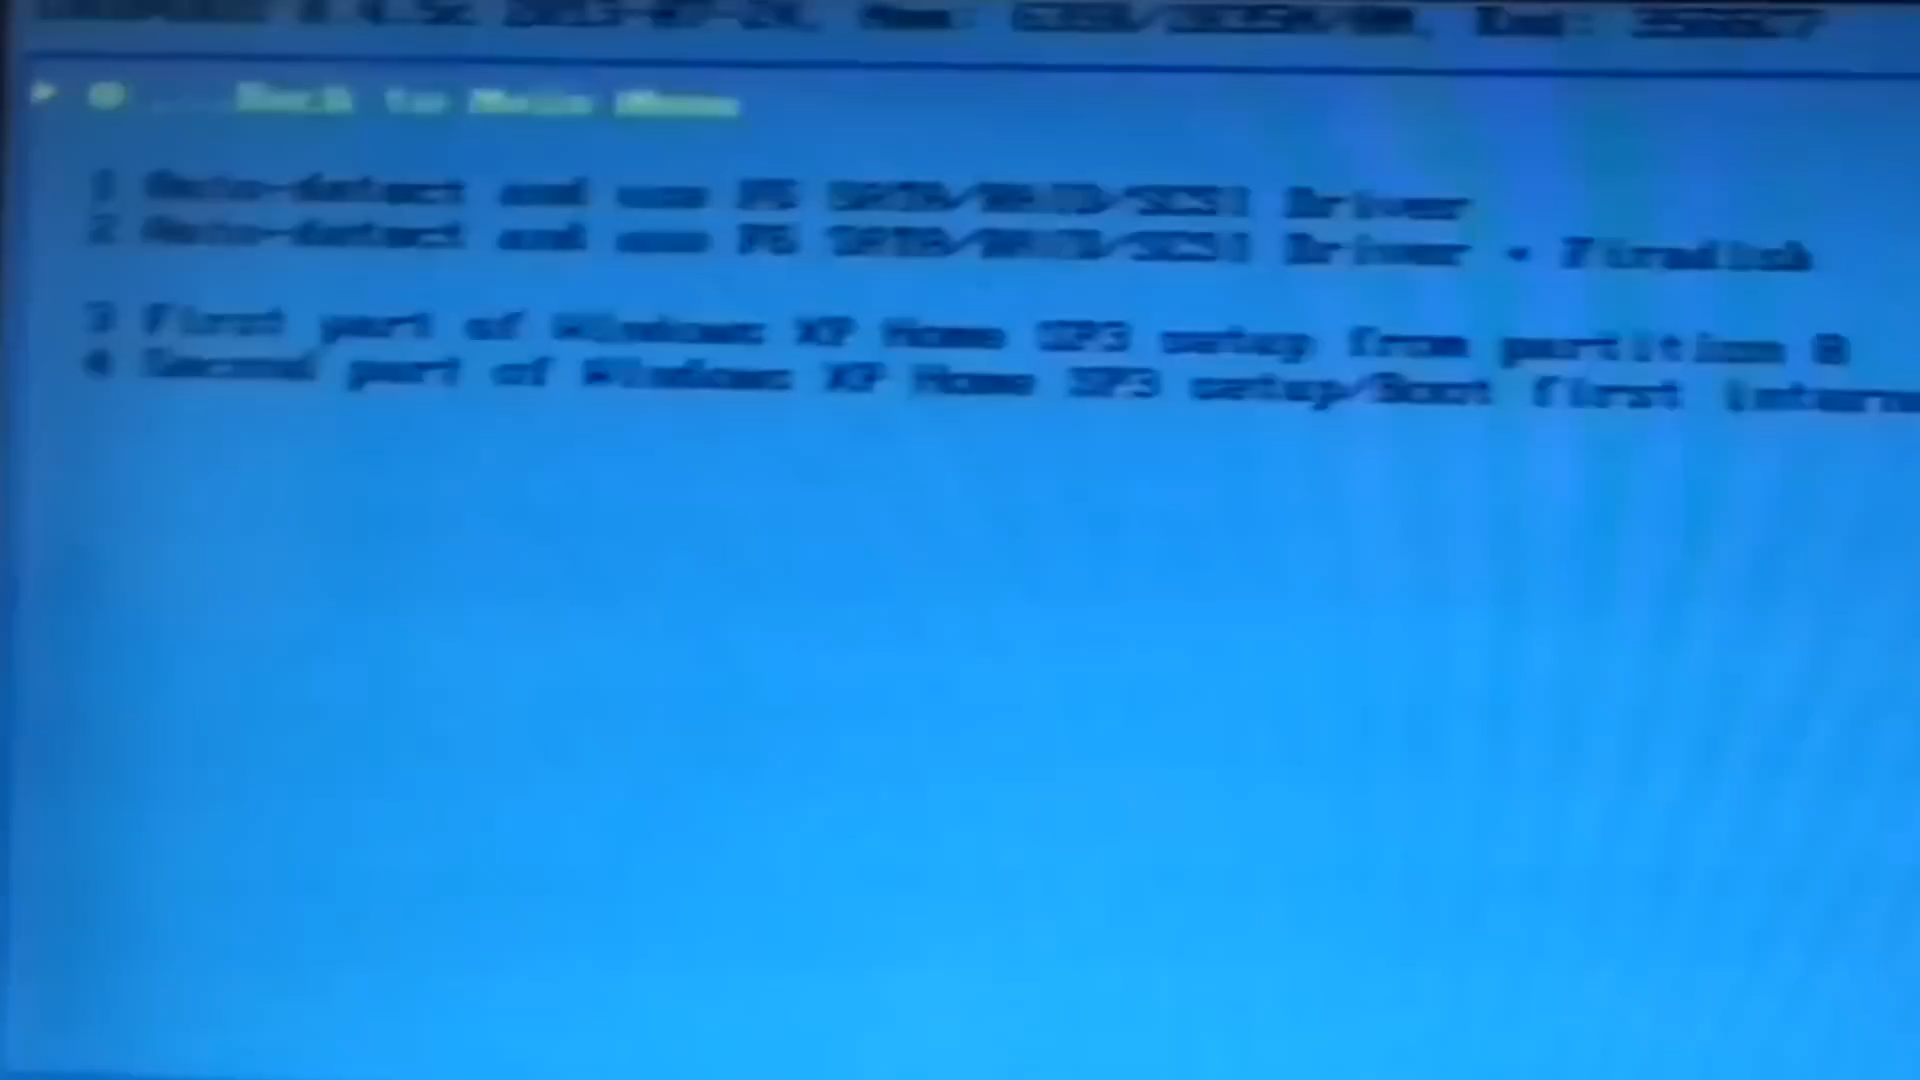 0 .... Back to Main Menu
1 Auto-detect and use F6 SATA/RAID/SCSI Driver
2 Auto-detect and use F6 SATA/RAID/SCSI Driver + Firadisk
3 First part of Windows XP Home SP3 setup from partition 0
4 Second part of Windows XP Home SP3 setup/Boot first intern